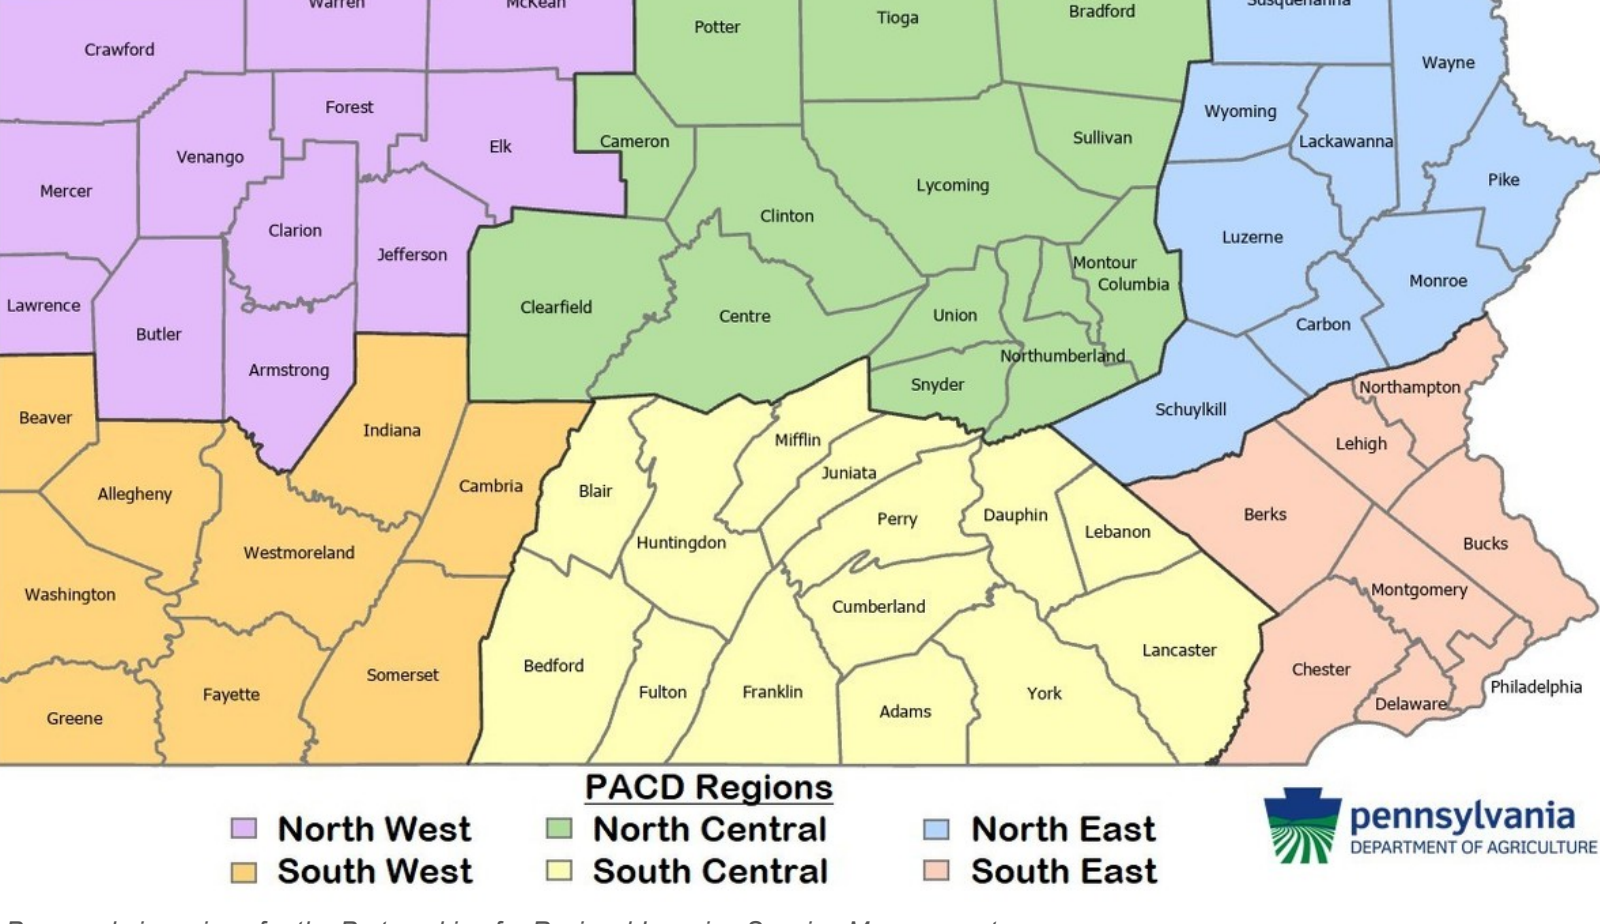 Warren
McKean
Susquehanna
Crawford
Potter
Tioga
Bradford
Wayne
Forest
Wyoming
Venango
Elk
Cameron
Sullivan
Lackawanna
Mercer
Lycoming
Pike
Clarion
Clinton
Luzerne
Jefferson
Montour
Columbia
Monroe
Lawrence
Clearfield
Centre
Union
Carbon
Butler
Northumberland
Armstrong
Snyder
Northampton
Beaver
Indiana
Mifflin
Schuylkill
Lehigh
Allegheny
Cambria
Blair
Juniata
Perry
Dauphin
Lebanon
Berks
Westmoreland
Huntingdon
Bucks
Washington
Cumberland
Montgomery
Bedford
Lancaster
Somerset
Chester
Greene
Fayette
Fulton
Franklin
Adams
York
Delaware
Philadelphia
PACD Regions
North West
North Central
North East
South West
South Central
South East
pennsylvania
DEPARTMENT OF AGRICULTURE